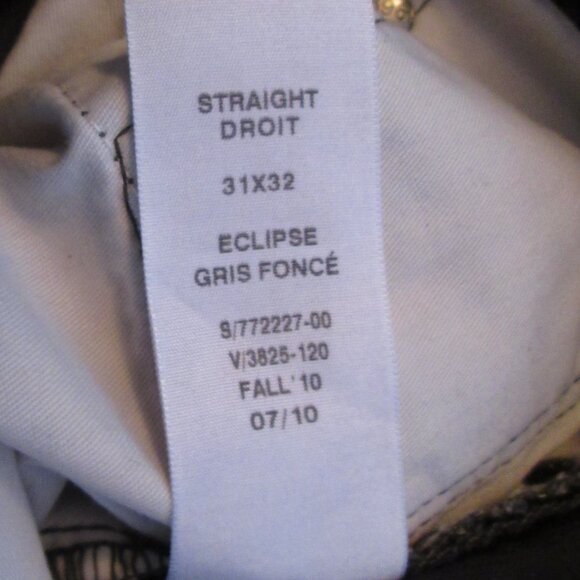 STRAIGHT
DROIT
31X32
ECLIPSE
GRIS FONCÉ
S/772227-00
V/3825-120
FALL'10
07/10